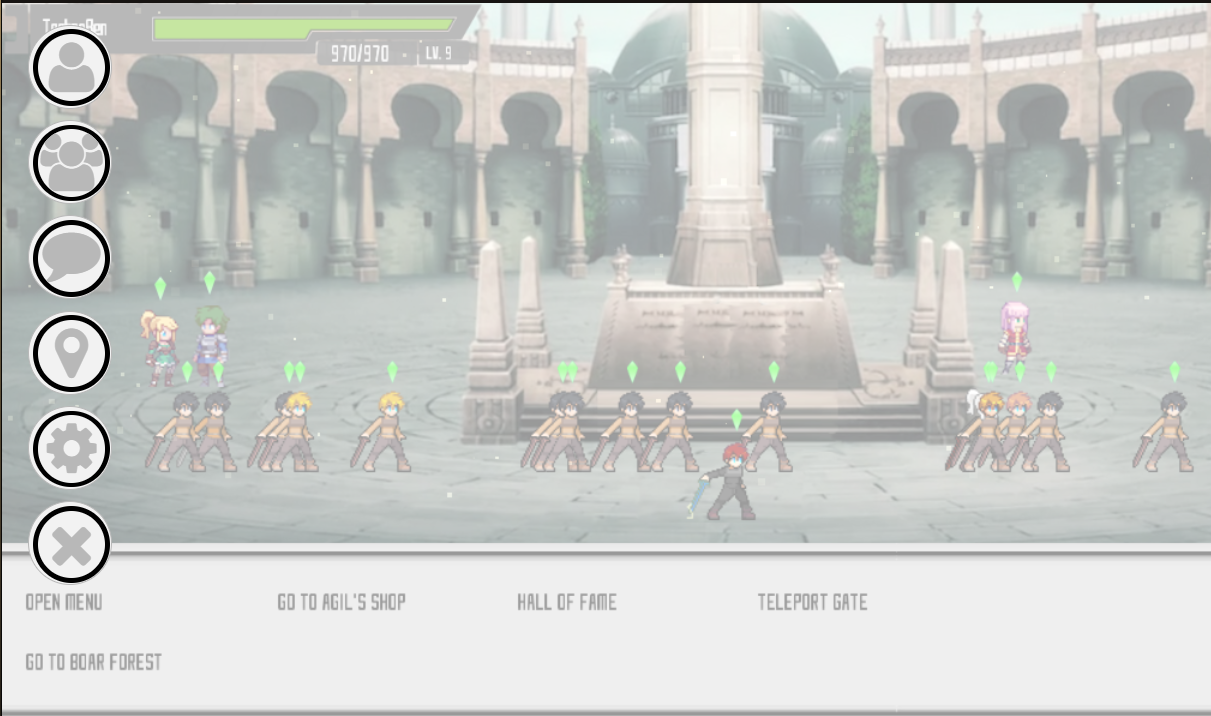 970/970 - LV. 9
OPEN MENU
GO TO AGIL'S SHOP
HALL OF FAME
TELEPORT GATE
GO TO BOAR FOREST